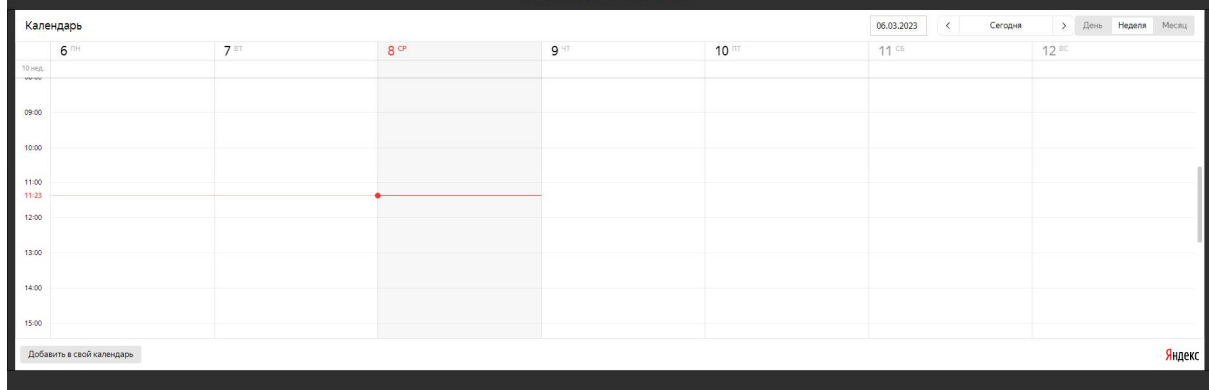 Календарь 06.03.2023 < Сегодня > День Неделя Месяц
6 ПН 7 ВТ 8 СР 9 ЧТ 10 ПТ 11 СБ 12 ВС
10 нед.
09:00
10:00
11:00
11:23
12:00
13:00
14:00
15:00
Добавить в свой календарь Яндекс